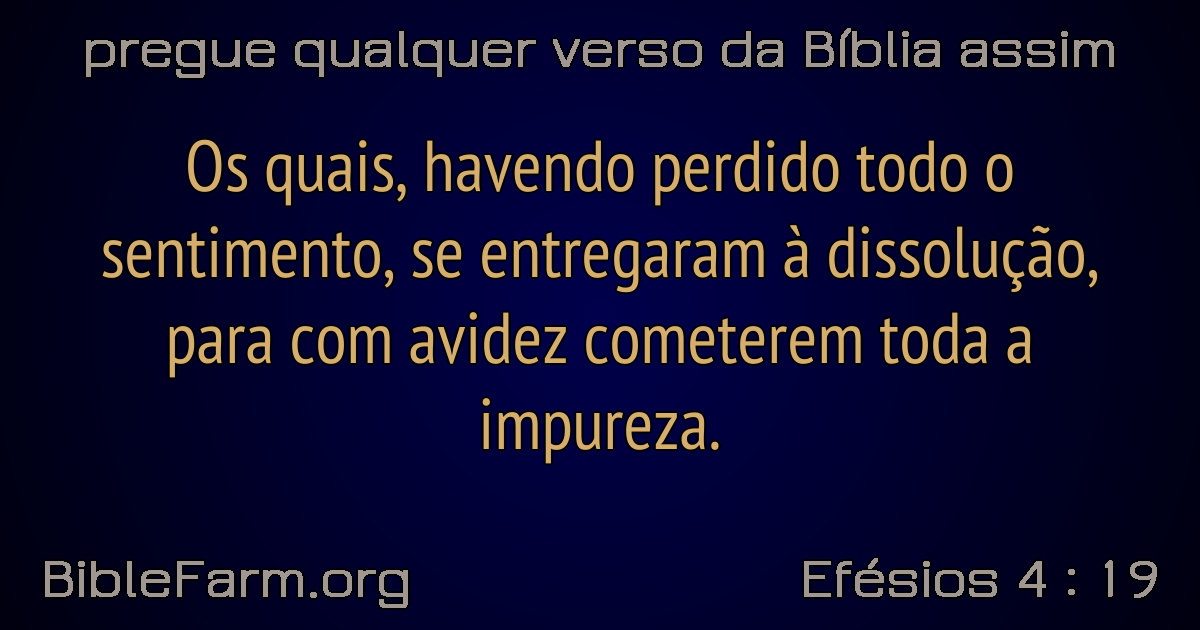 pregue qualquer verso da Bíblia assim
Os quais, havendo perdido todo o
sentimento, se entregaram à dissolução,
para com avidez cometerem toda a
impureza.
BibleFarm.org
Efésios 4 : 19